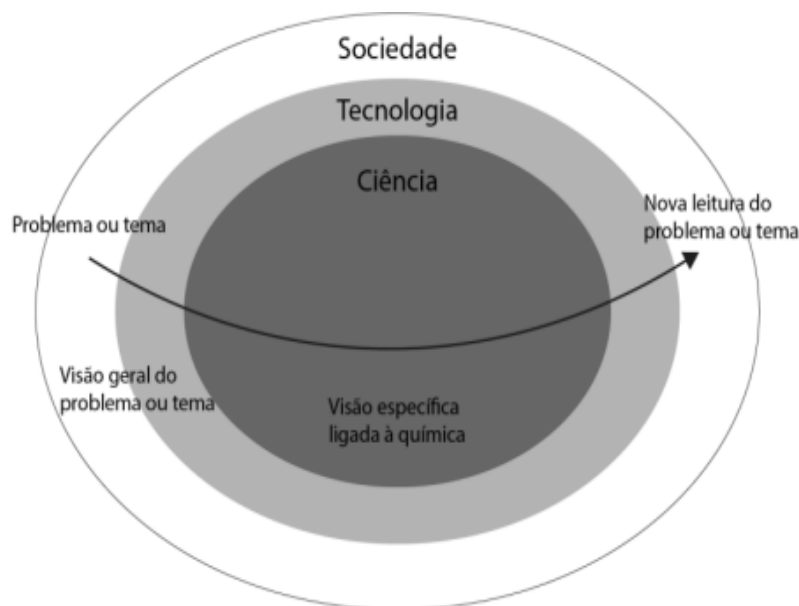 Sociedade
Tecnologia
Ciência
Problema ou tema
Nova leitura do
problema ou tema
Visão geral do
problema ou tema
Visão específica
ligada à química